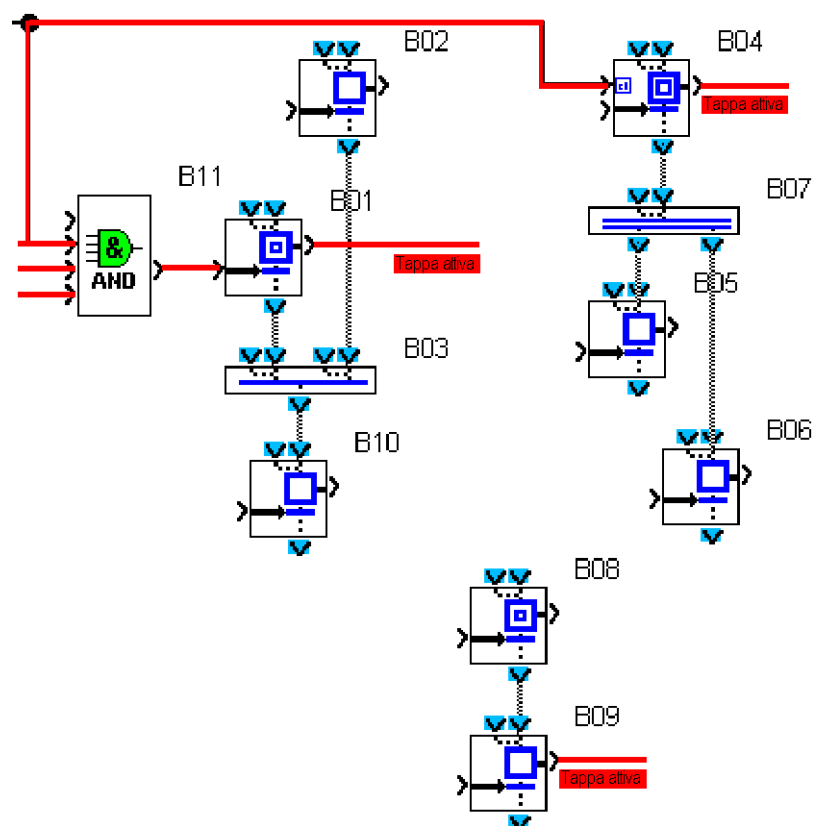 B02
B04
Tappa attiva
B11
B01
B07
&
AND
Tappa attiva
B05
B03
B10
B06
B08
B09
Tappa attiva